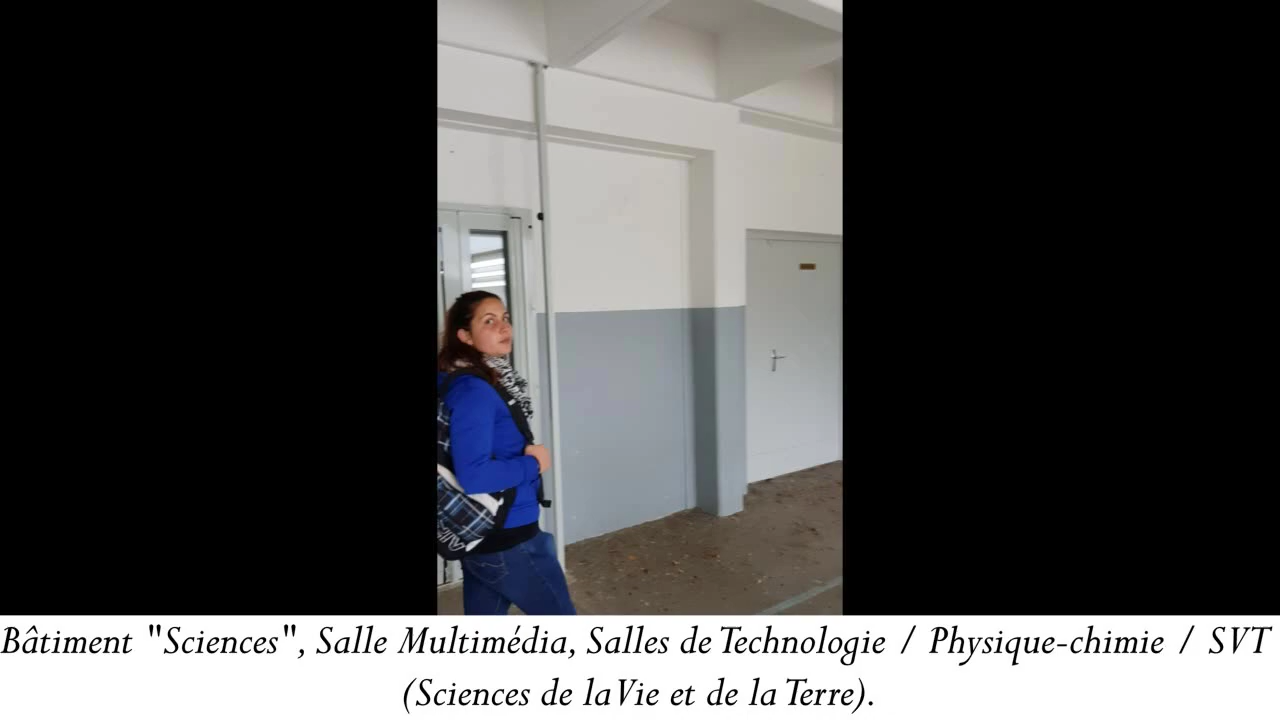 Bâtiment "Sciences", Salle Multimédia, Salles de Technologie / Physique-chimie / SVT
(Sciences de la Vie et de la Terre).